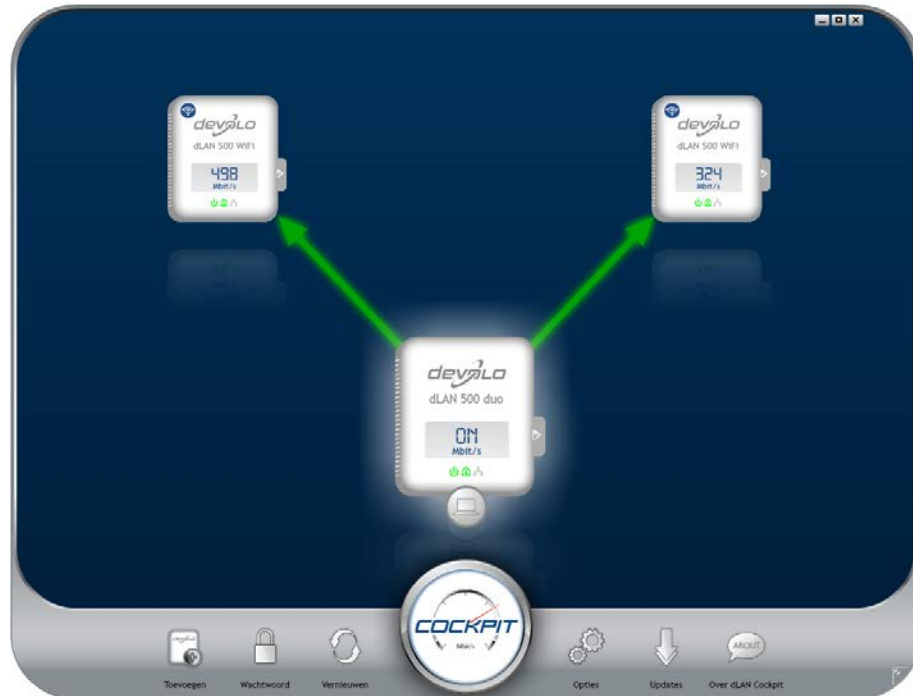 devolo
dLAN 500 WiFi
498
Mbit/s
devolo
dLAN 500 WiFi
324
Mbit/s
devolo
dLAN 500 duo
ON
Mbit/s
COCKPIT
Mbit/s
ABOUT
Toevoegen
Wachtwoord
Vernieuwen
Opties
Updates
Over dLAN Cockpit